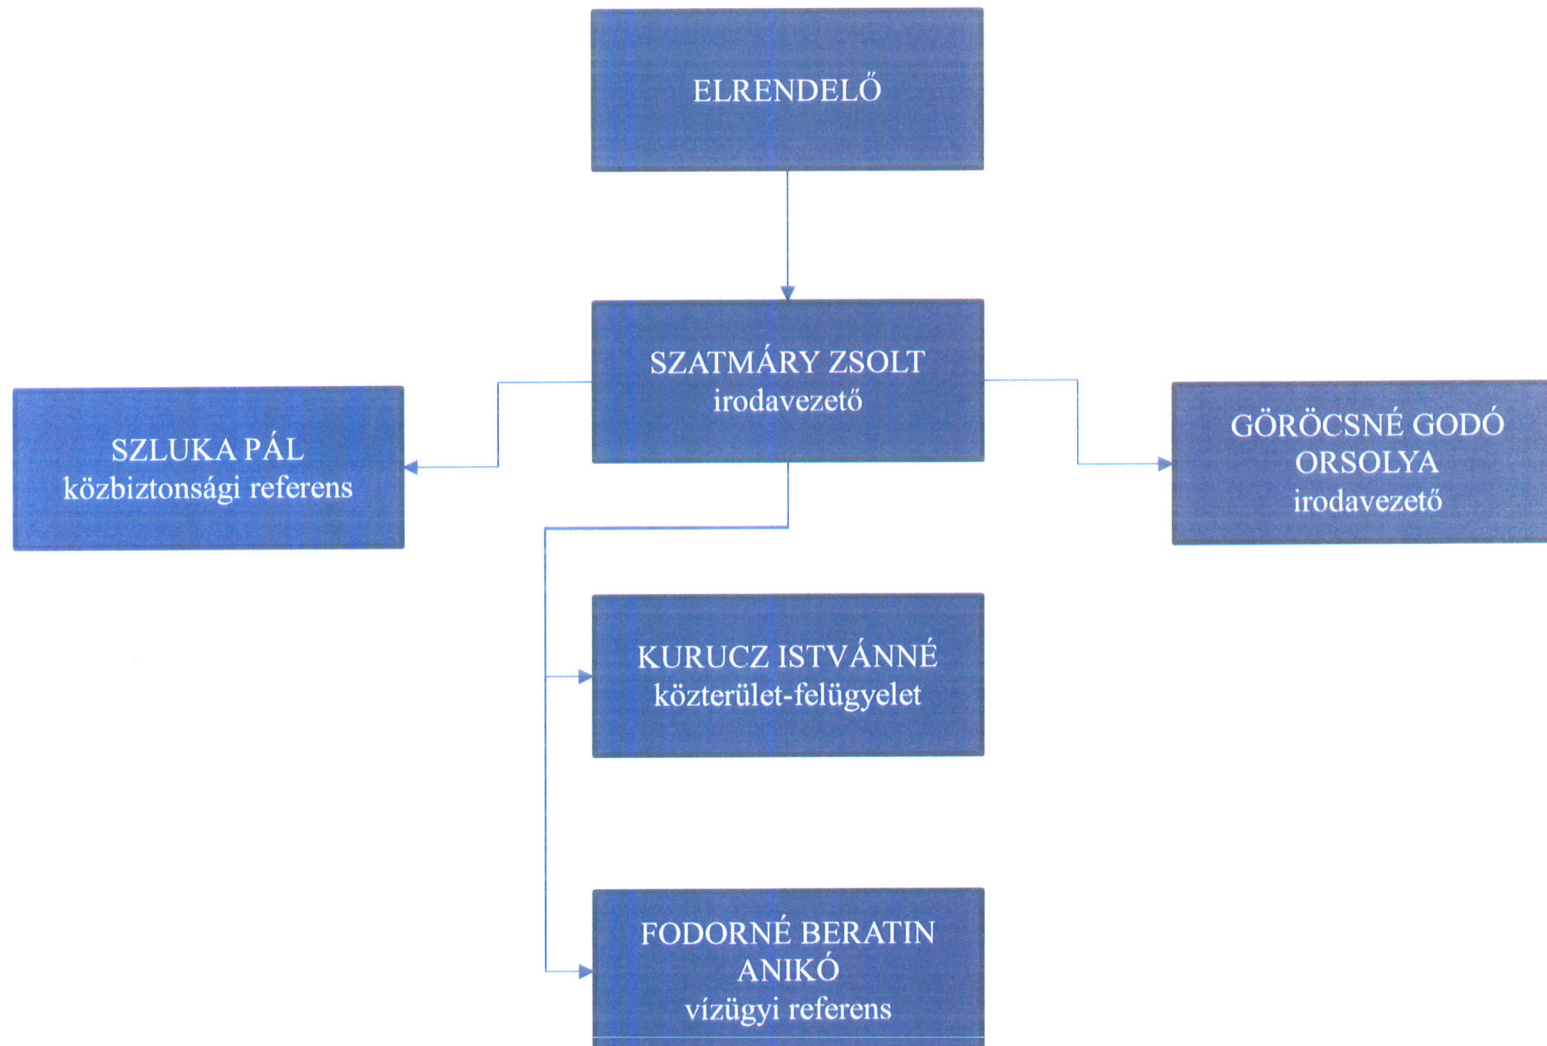 ELRENDELŐ
SZATMÁRY ZSOLT
irodavezető
SZLUKA PÁL
közbiztonsági referens
GÖRÖCSNÉ GODÓ
ORSOLYA
irodavezető
KURUCZ ISTVÁNNÉ
közterület-felügyelet
FODORNÉ BERATIN
ANIKÓ
vízügyi referens